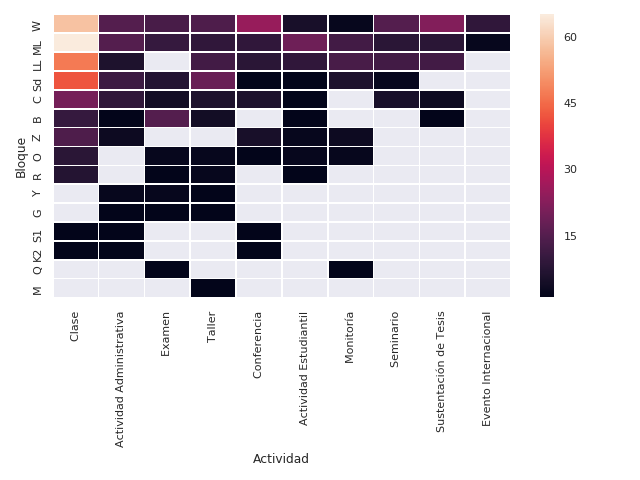 W
ML
LL
Sd
C
B
Z
O
R
Y
G
S1
K2
Q
M
Bloque
Clase
Actividad Administrativa
Examen
Taller
Conferencia
Actividad Estudiantil
Monitoría
Seminario
Sustentación de Tesis
Evento Internacional
Actividad
60
45
30
15